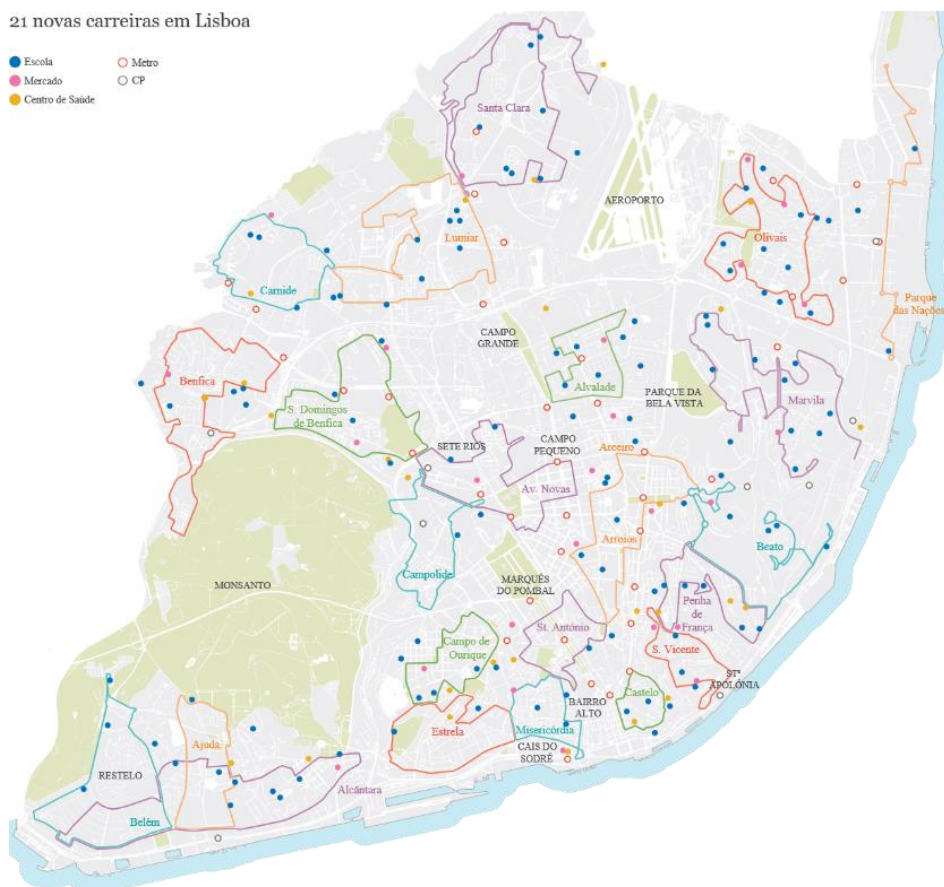 21 novas carreiras em Lisboa
Escola
Metro
Mercado
CP
Centro de Saúde
Santa Clara
AEROPORTO
Lumiar
Olivais
Carnide
Parque
das Nações
CAMPO
GRANDE
Benfica
Alvalade
PARQUE DA
BELA VISTA
Marvila
S. Domingos
de Benfica
SETE RIOS
CAMPO
PEQUENO
Areeiro
Av. Novas
Arroios
Beato
Campolide
MARQUÊS
DO POMBAL
MONSANTO
Penha
de
França
St. António
Campo de
Ourique
S. Vicente
STª
APOLÓNIA
Castelo
BAIRRO
ALTO
Estrela
Misericórdia
CAIS DO
SODRÉ
Ajuda
RESTELO
Alcântara
Belém